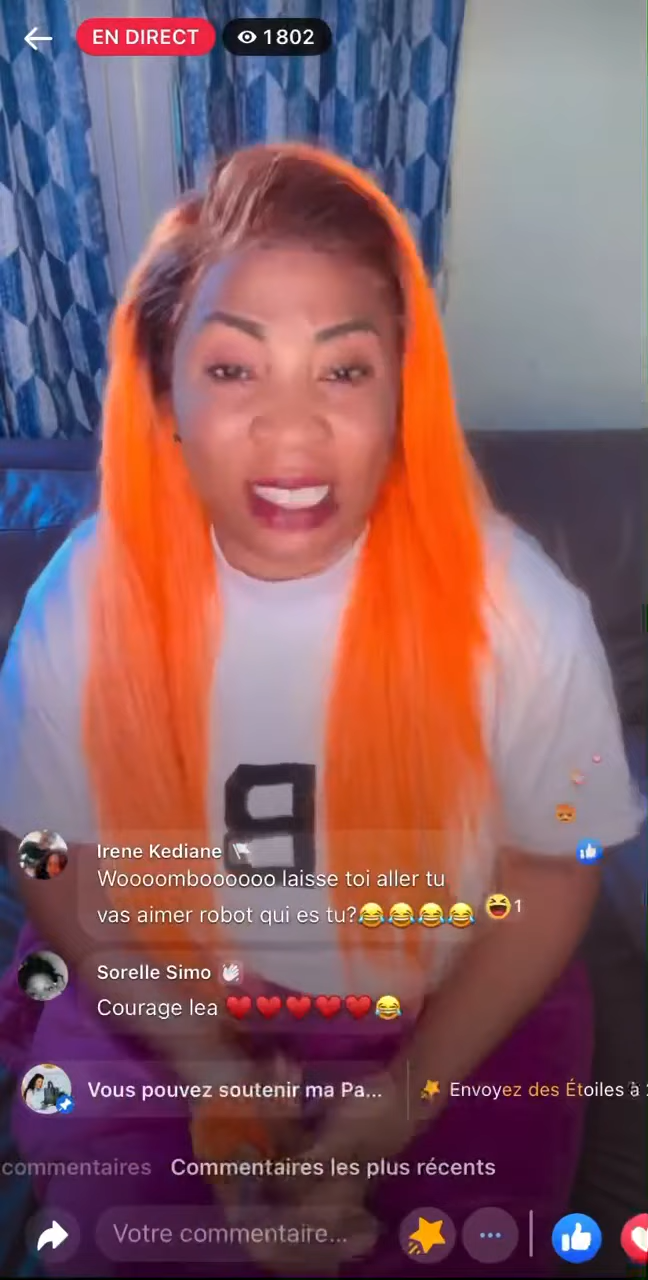 EN DIRECT 1802
Irene Kediane
Woooomboooooo laisse toi aller tu
vas aimer robot qui es tu?😂😂😂😂 😆1
Sorelle Simo
Courage lea ❤️❤️❤️❤️❤️😂
Vous pouvez soutenir ma Pa... Envoyez des Étoiles à
commentaires Commentaires les plus récents
Votre commentaire...